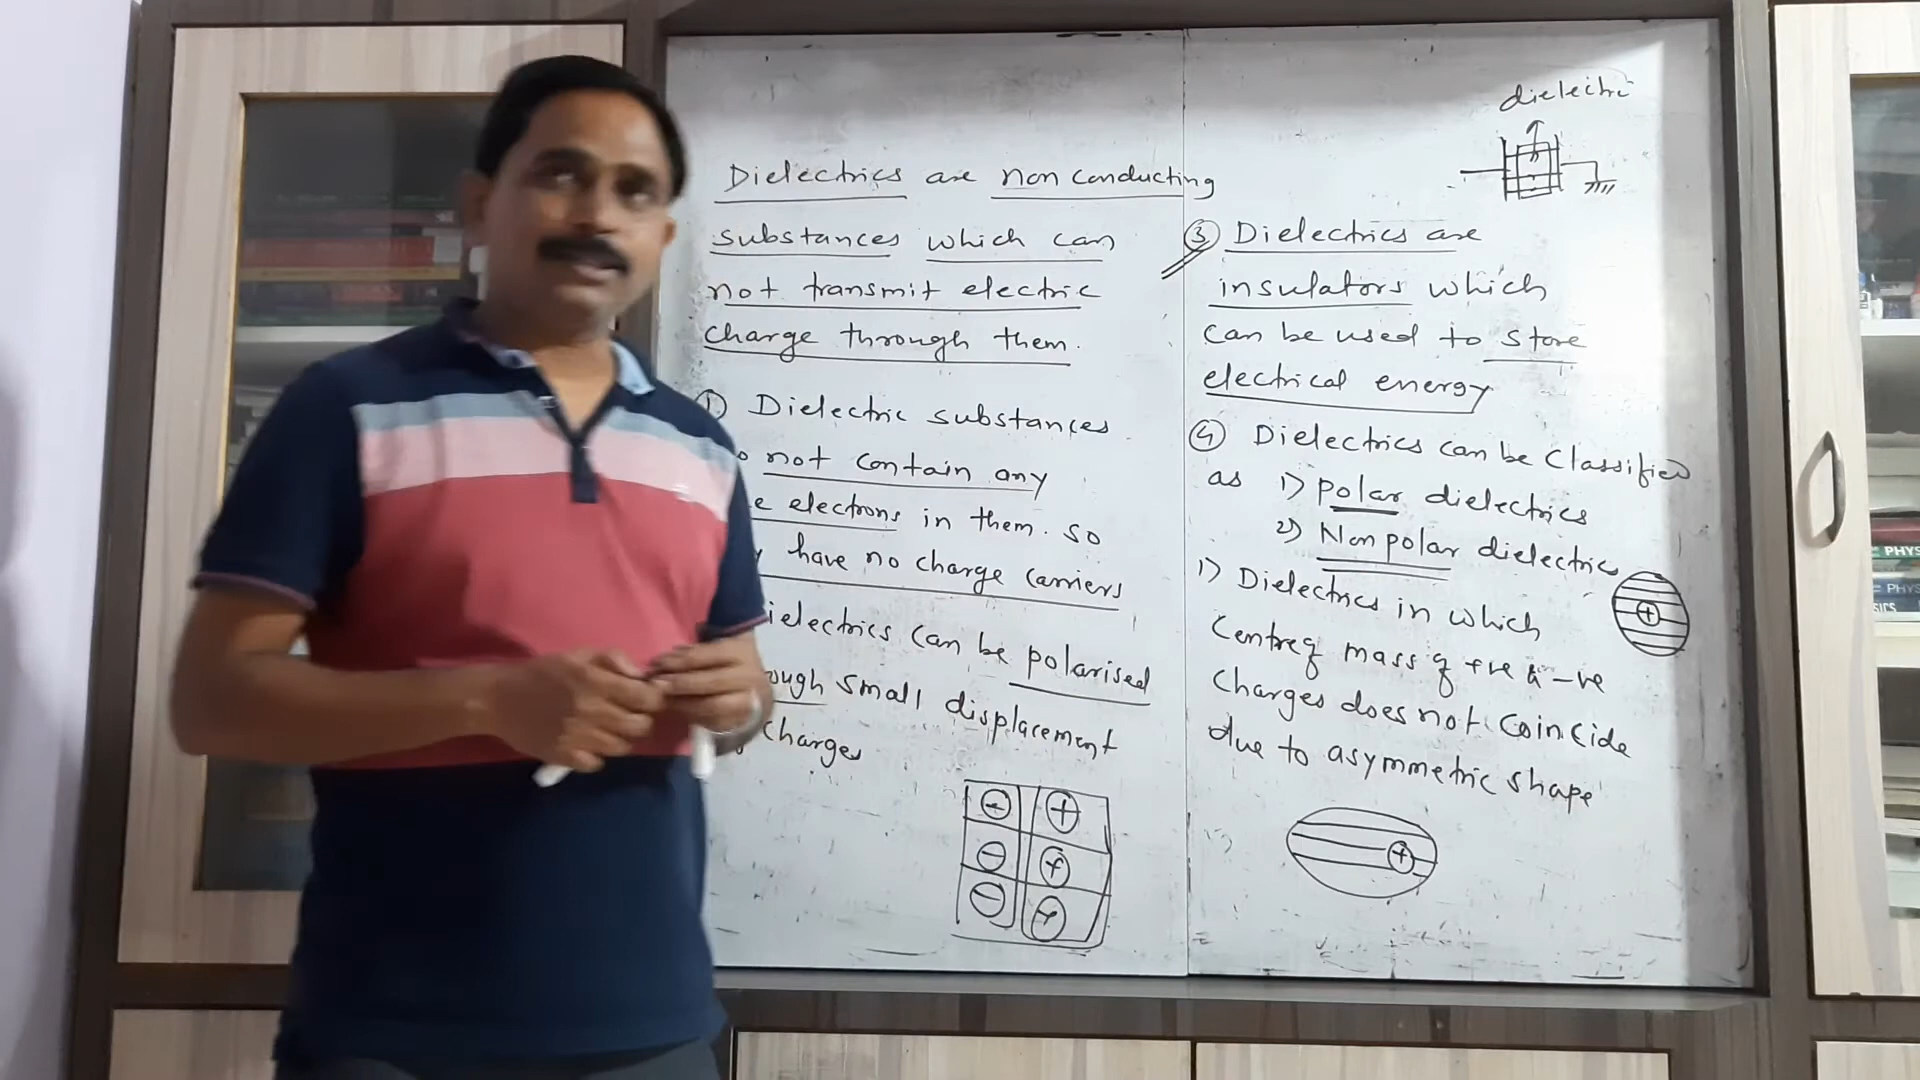 Dielectrics are non conducting
substances which can
not transmit electric
charge through them.
① Dielectric substances
not contain any
electrons in them. So
have no charge carriers
ielectrics can be polarised
ough small displacement
charges
⊖ ⊕
⊖ ⊕
⊖ ⊕
dielectri
③ Dielectrics are
insulators which
can be used to store
electrical energy
④ Dielectrics can be classified
as 1) polar dielectrics
2) Non polar dielectrics
1) Dielectrics in which
Centre of mass of +ve & -ve
charges does not coincide
due to asymmetric shape
+
+
PHYS
PHYS
SICS